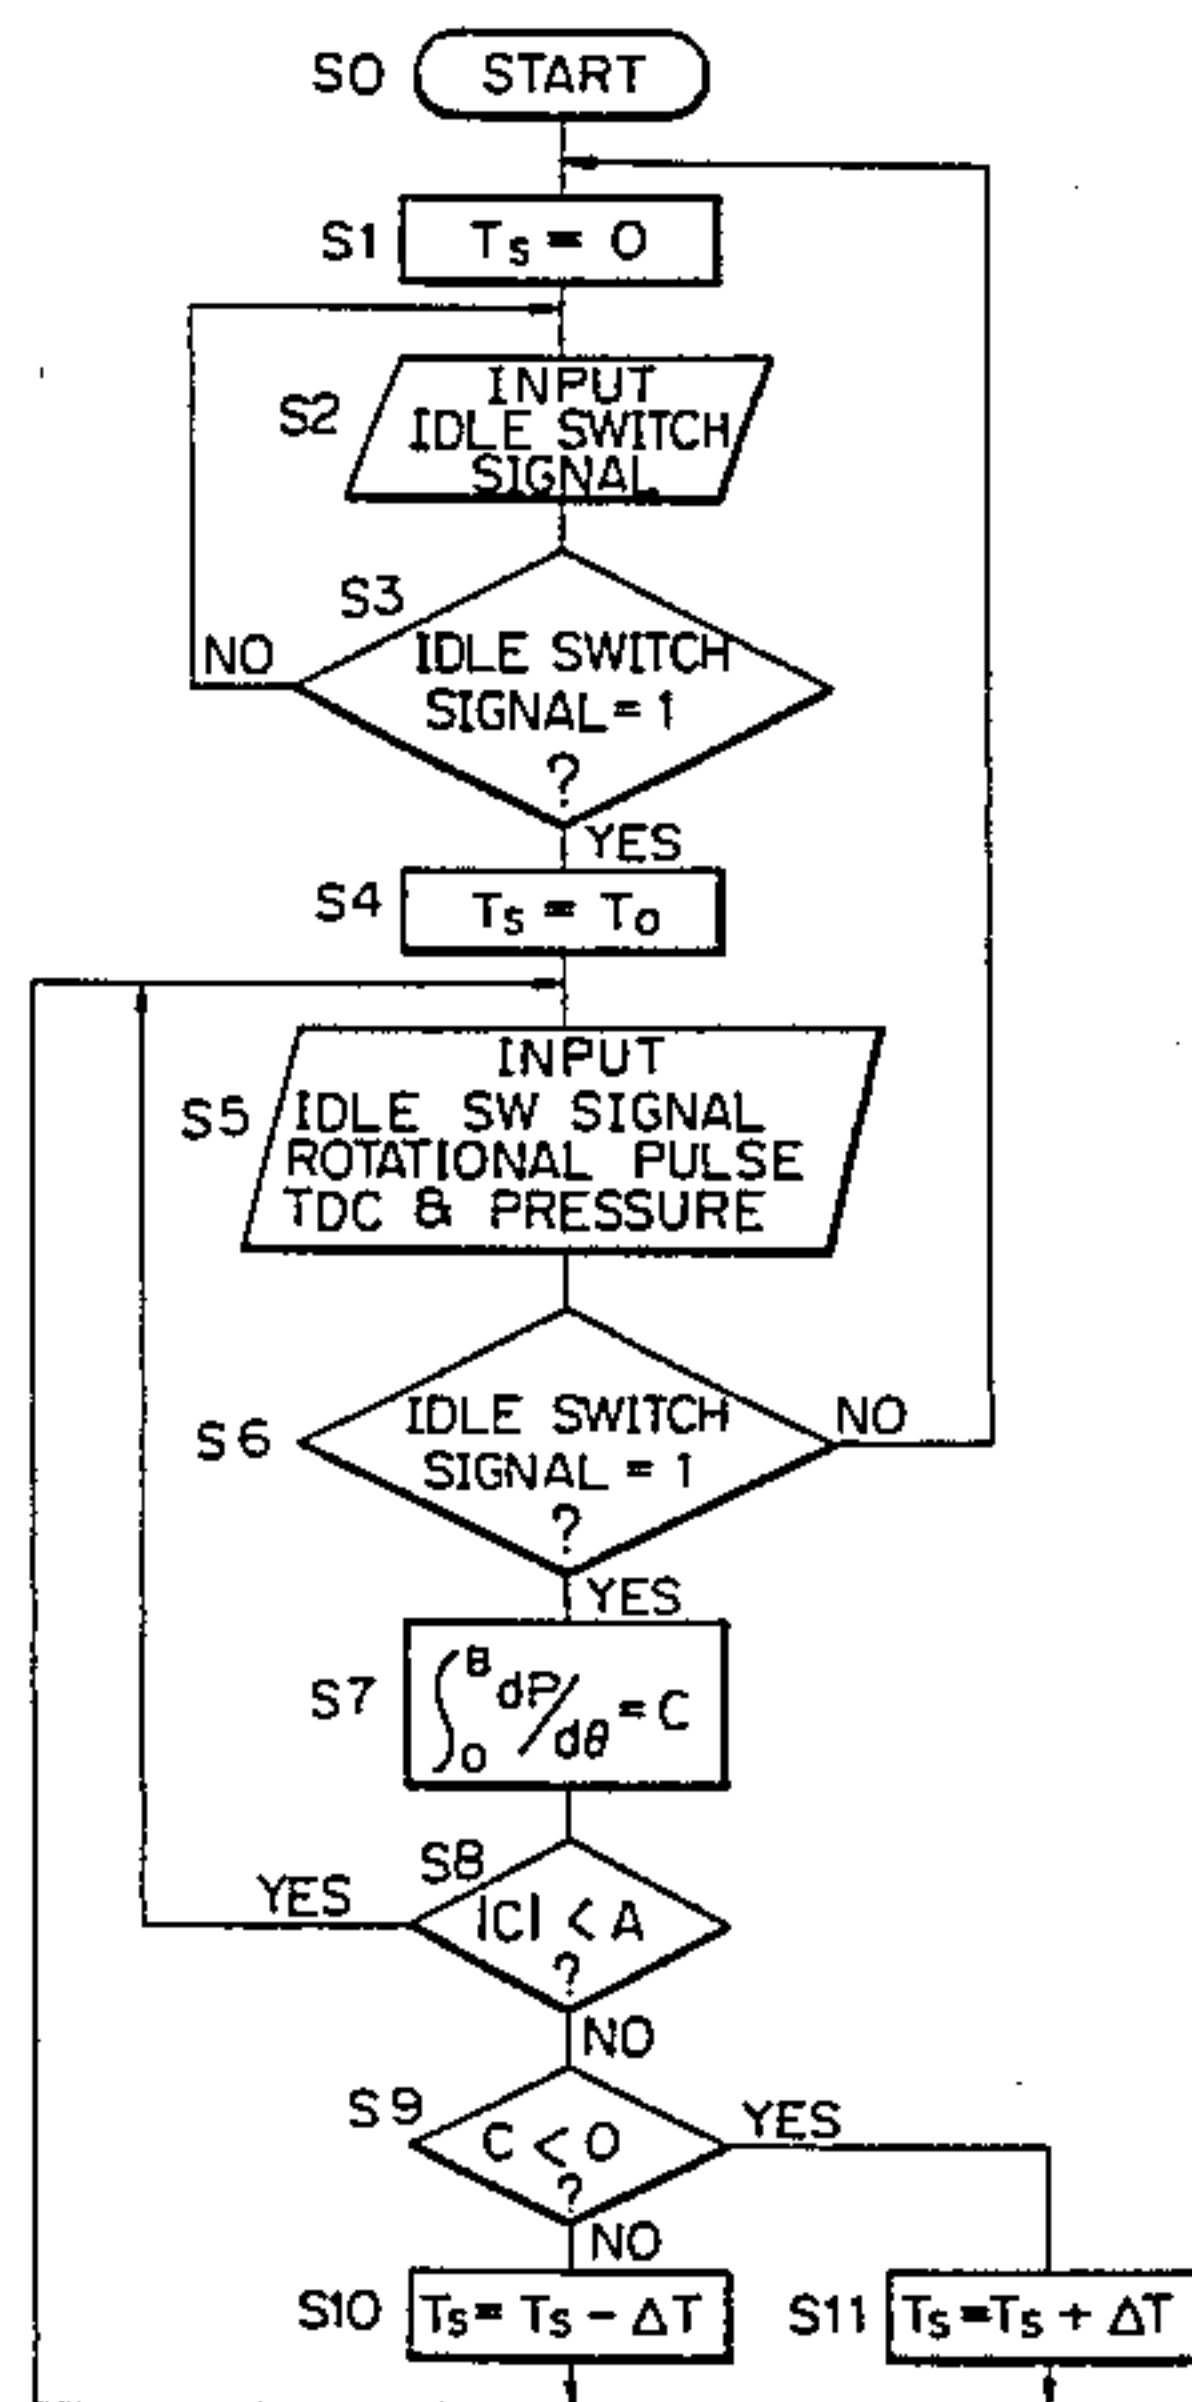 S0 START
S1 Ts = 0
S2 INPUT
IDLE SWITCH
SIGNAL
S3
NO IDLE SWITCH
SIGNAL = 1
?
YES
S4 Ts = To
INPUT
S5 IDLE SW SIGNAL
ROTATIONAL PULSE
TDC & PRESSURE
IDLE SWITCH NO
S6 SIGNAL = 1
?
YES
S7 ∫₀ᶿ dP/dθ = C
S8
YES |C| < A
?
NO
S9 C < 0 YES
?
NO
S10 Ts = Ts - ΔT S11 Ts = Ts + ΔT